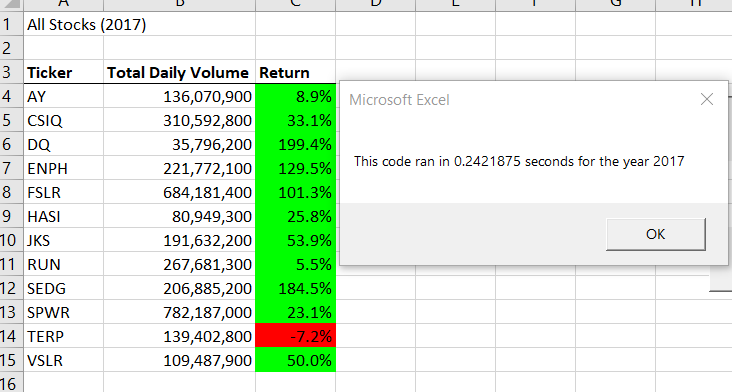 A B C D E F G H
1 All Stocks (2017)
2
3 Ticker Total Daily Volume Return
4 AY 136,070,900 8.9%
5 CSIQ 310,592,800 33.1%
6 DQ 35,796,200 199.4%
7 ENPH 221,772,100 129.5%
8 FSLR 684,181,400 101.3%
9 HASI 80,949,300 25.8%
10 JKS 191,632,200 53.9%
11 RUN 267,681,300 5.5%
12 SEDG 206,885,200 184.5%
13 SPWR 782,187,000 23.1%
14 TERP 139,402,800 -7.2%
15 VSLR 109,487,900 50.0%
16
Microsoft Excel
This code ran in 0.2421875 seconds for the year 2017
OK